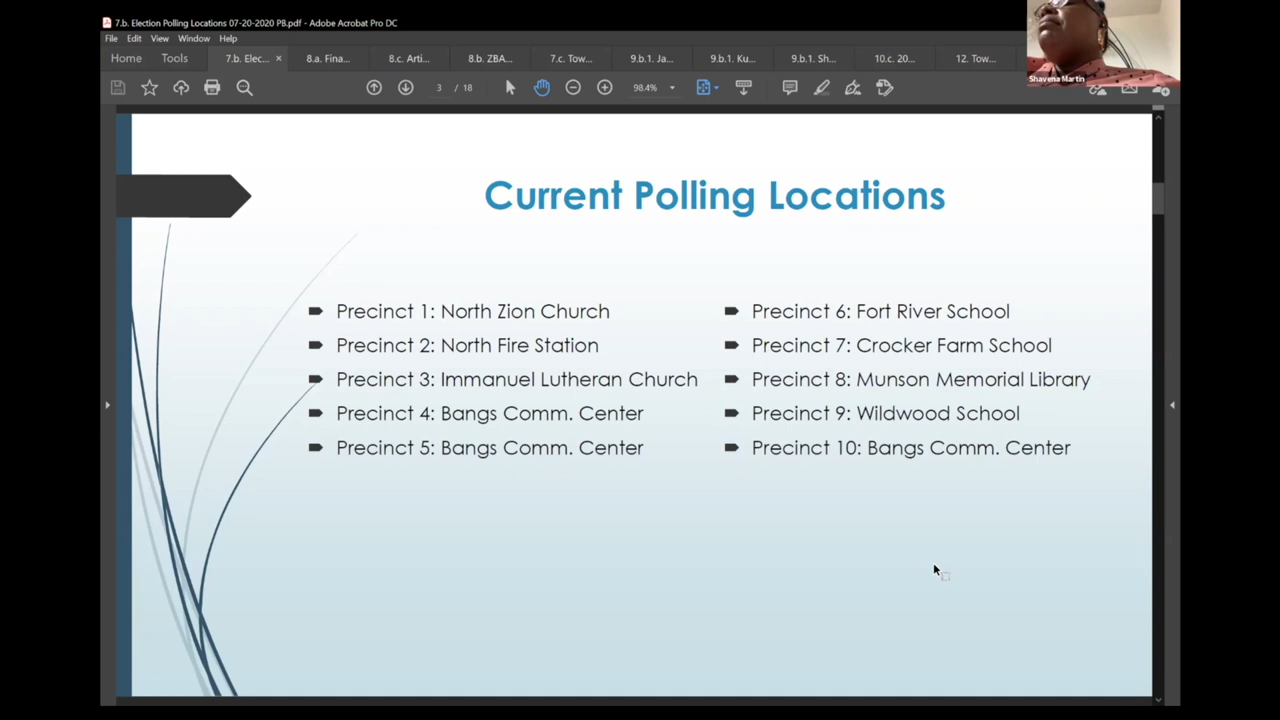 7.b. Election Polling Locations 07-20-2020 PB.pdf - Adobe Acrobat Pro DC
File Edit View Window Help
Home Tools 7.b. Elec... × 8.a. Fina... 8.c. Arti... 8.b. ZBA... 7.c. Tow... 9.b.1. Ja... 9.b.1. Ku... 9.b.1. Sh... 10.c. 20... 12. Tow...
Shavena Martin
3 / 18 98.4%
Current Polling Locations
Precinct 1: North Zion Church
Precinct 2: North Fire Station
Precinct 3: Immanuel Lutheran Church
Precinct 4: Bangs Comm. Center
Precinct 5: Bangs Comm. Center
Precinct 6: Fort River School
Precinct 7: Crocker Farm School
Precinct 8: Munson Memorial Library
Precinct 9: Wildwood School
Precinct 10: Bangs Comm. Center